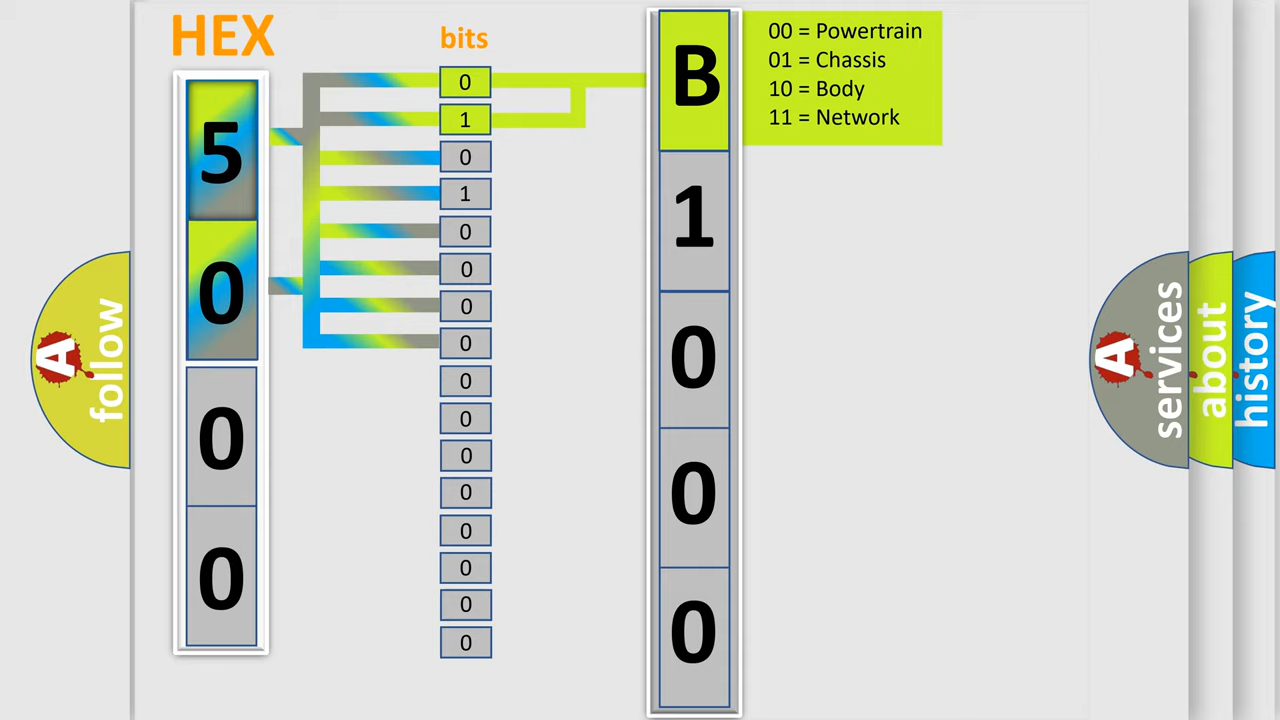 HEX
bits
5
0
0
0
0
1
0
1
0
0
0
0
0
0
0
0
0
0
0
0
B
1
0
0
0
00 = Powertrain
01 = Chassis
10 = Body
11 = Network
A
follow
A
services
about
history